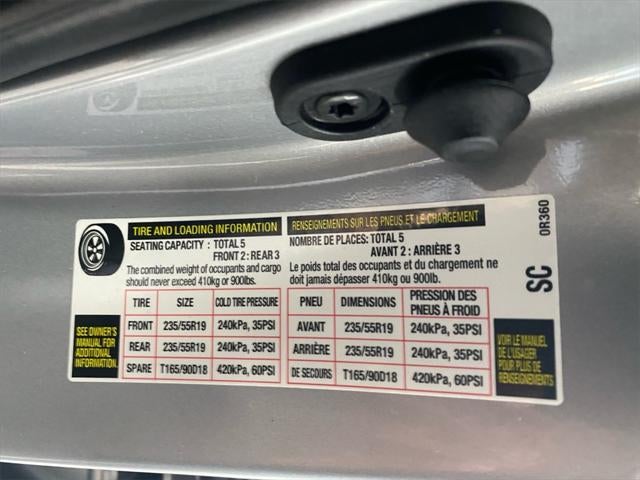 TIRE AND LOADING INFORMATION
SEATING CAPACITY : TOTAL 5
FRONT 2 : REAR 3
The combined weight of occupants and cargo
should never exceed 410kg or 900lbs.
TIRE SIZE COLD TIRE PRESSURE
FRONT 235/55R19 240kPa, 35PSI
REAR 235/55R19 240kPa, 35PSI
SPARE T165/90D18 420kPa, 60PSI
SEE OWNER'S
MANUAL FOR
ADDITIONAL
INFORMATION.
RENSEIGNEMENTS SUR LES PNEUS ET LE CHARGEMENT
NOMBRE DE PLACES: TOTAL 5
AVANT 2 : ARRIÈRE 3
Le poids total des occupants et du chargement ne
doit jamais dépasser 410kg ou 900lb.
PNEU DIMENSIONS PRESSION DES
PNEUS À FROID
AVANT 235/55R19 240kPa, 35PSI
ARRIÈRE 235/55R19 240kPa, 35PSI
DE SECOURS T165/90D18 420kPa, 60PSI
VOIR LE MANUEL
DE L'USAGER
POUR PLUS DE
RENSEIGNEMENTS
SC
0R360